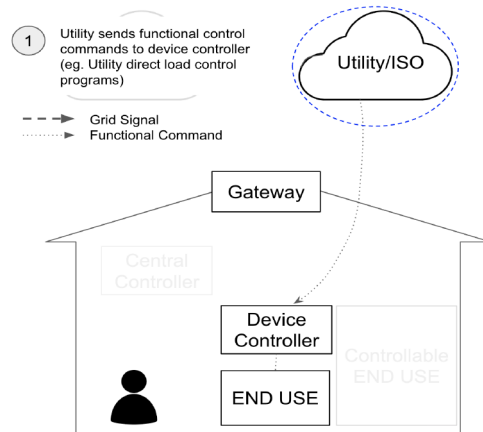 1
Utility sends functional control
commands to device controller
(eg. Utility direct load control
programs)
Grid Signal
Functional Command
Utility/ISO
Gateway
Central
Controller
Device
Controller
Controllable
END USE
END USE